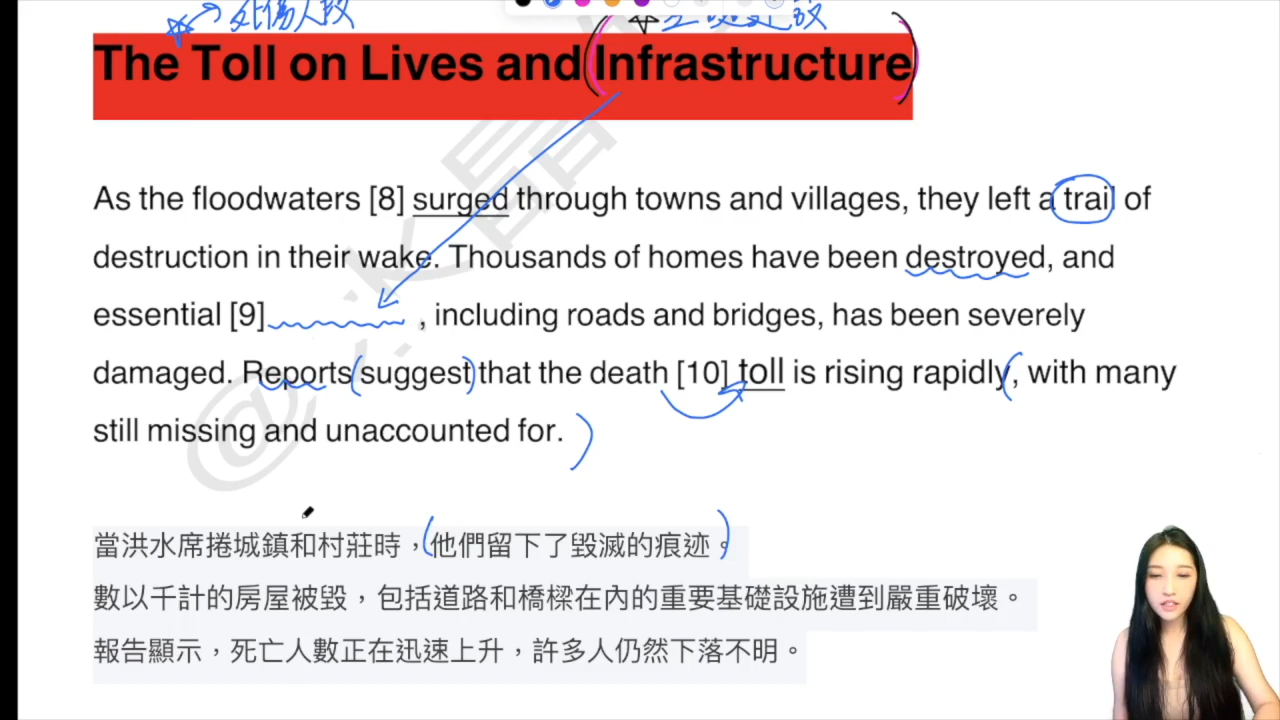 死傷人數
The Toll on Lives and Infrastructure
As the floodwaters [8] surged through towns and villages, they left a trail of
destruction in their wake. Thousands of homes have been destroyed, and
essential [9] , including roads and bridges, has been severely
damaged. Reports suggest that the death [10] toll is rising rapidly, with many
still missing and unaccounted for.
當洪水席捲城鎮和村莊時，他們留下了毀滅的痕迹。
數以千計的房屋被毀，包括道路和橋樑在內的重要基礎設施遭到嚴重破壞。
報告顯示，死亡人數正在迅速上升，許多人仍然下落不明。